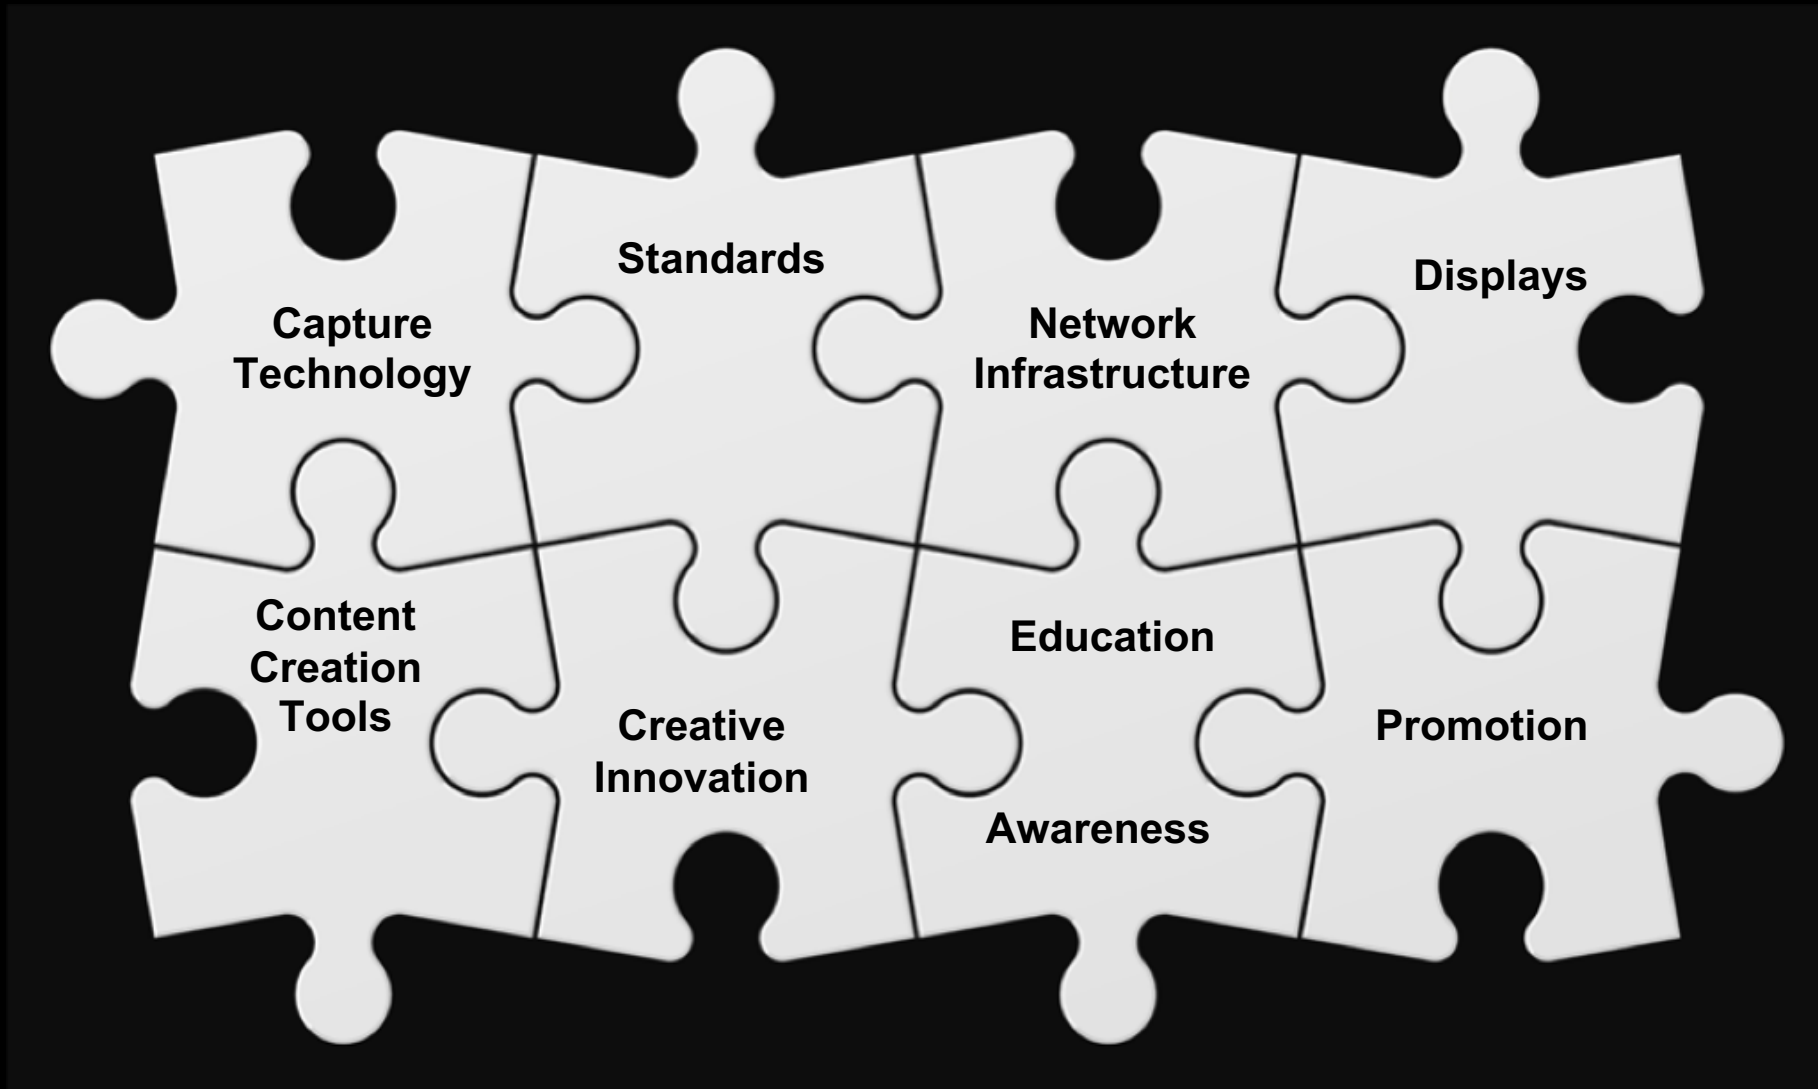 Capture
Technology
Standards
Network
Infrastructure
Displays
Content
Creation
Tools
Creative
Innovation
Education
Awareness
Promotion